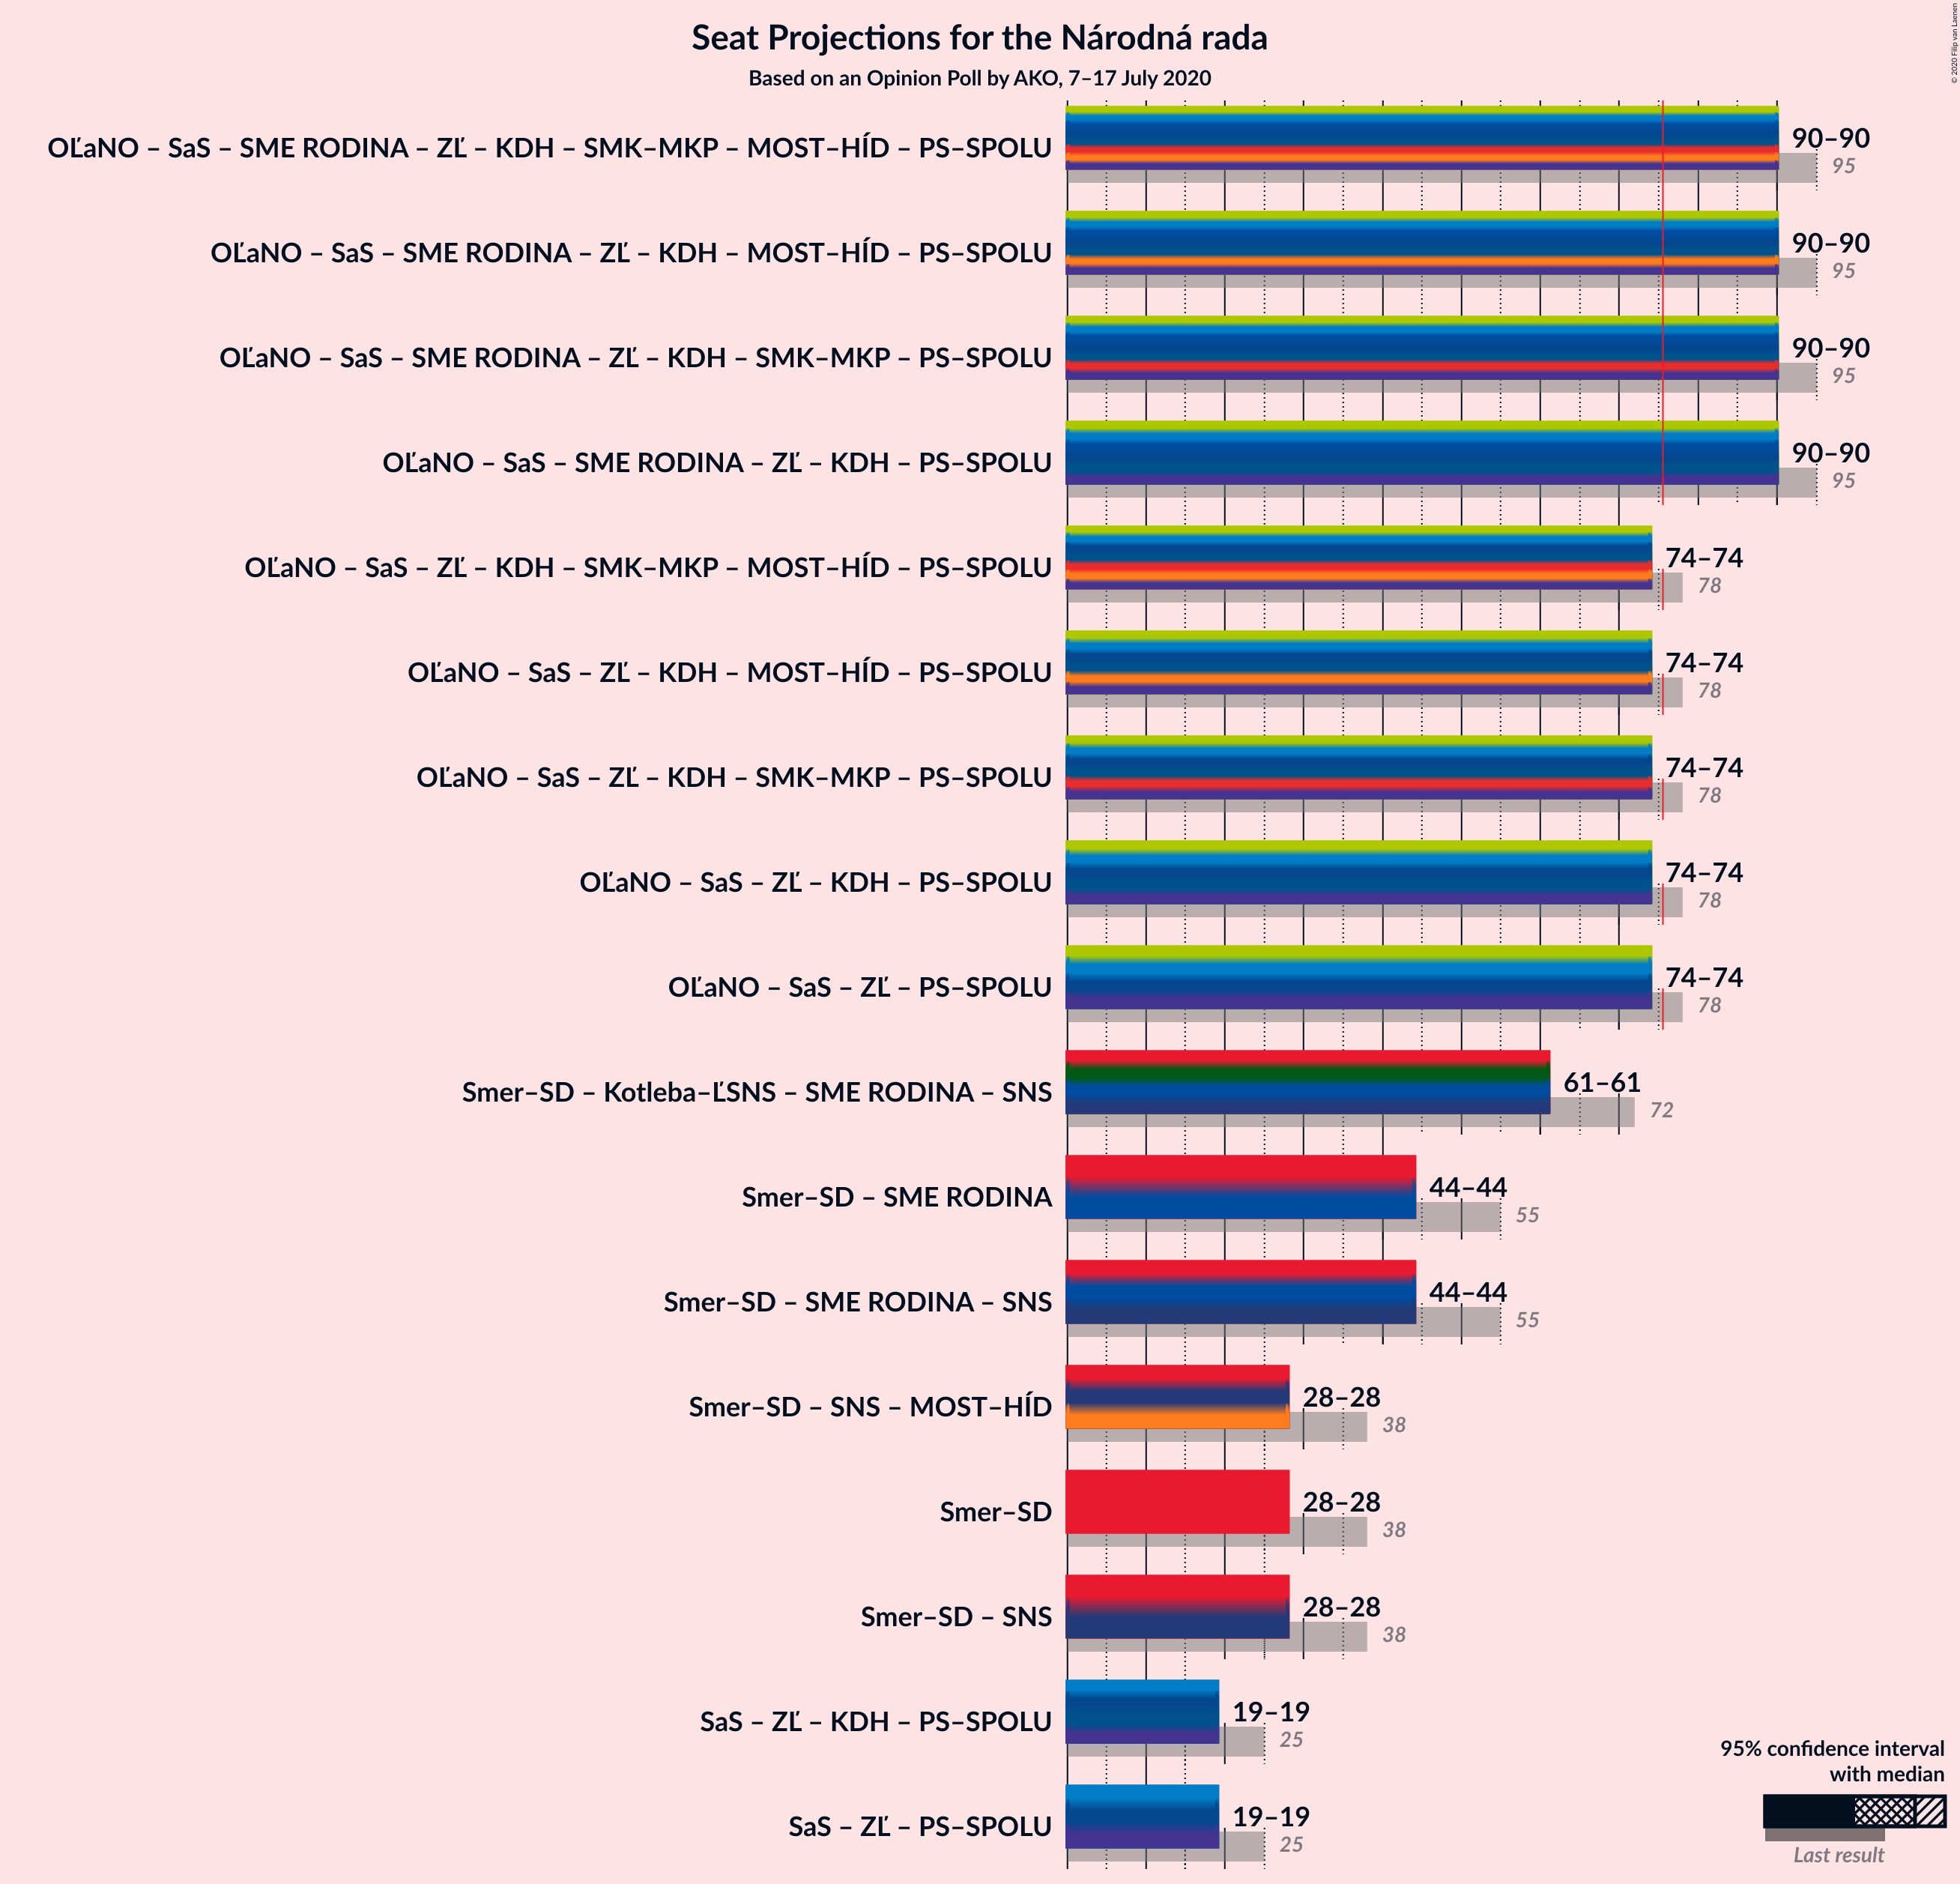 Seat Projections for the Národná rada
Based on an Opinion Poll by AKO, 7–17 July 2020
© 2020 Filip van Laenen
OĽaNO – SaS – SME RODINA – ZĽ – KDH – SMK–MKP – MOST–HÍD – PS–SPOLU
90–90
95
OĽaNO – SaS – SME RODINA – ZĽ – KDH – MOST–HÍD – PS–SPOLU
90–90
95
OĽaNO – SaS – SME RODINA – ZĽ – KDH – SMK–MKP – PS–SPOLU
90–90
95
OĽaNO – SaS – SME RODINA – ZĽ – KDH – PS–SPOLU
90–90
95
OĽaNO – SaS – ZĽ – KDH – SMK–MKP – MOST–HÍD – PS–SPOLU
74–74
78
OĽaNO – SaS – ZĽ – KDH – MOST–HÍD – PS–SPOLU
74–74
78
OĽaNO – SaS – ZĽ – KDH – SMK–MKP – PS–SPOLU
74–74
78
OĽaNO – SaS – ZĽ – KDH – PS–SPOLU
74–74
78
OĽaNO – SaS – ZĽ – PS–SPOLU
74–74
78
Smer–SD – Kotleba–ĽSNS – SME RODINA – SNS
61–61
72
Smer–SD – SME RODINA
44–44
55
Smer–SD – SME RODINA – SNS
44–44
55
Smer–SD – SNS – MOST–HÍD
28–28
38
Smer–SD
28–28
38
Smer–SD – SNS
28–28
38
SaS – ZĽ – KDH – PS–SPOLU
19–19
25
SaS – ZĽ – PS–SPOLU
19–19
25
95% confidence interval
with median
Last result